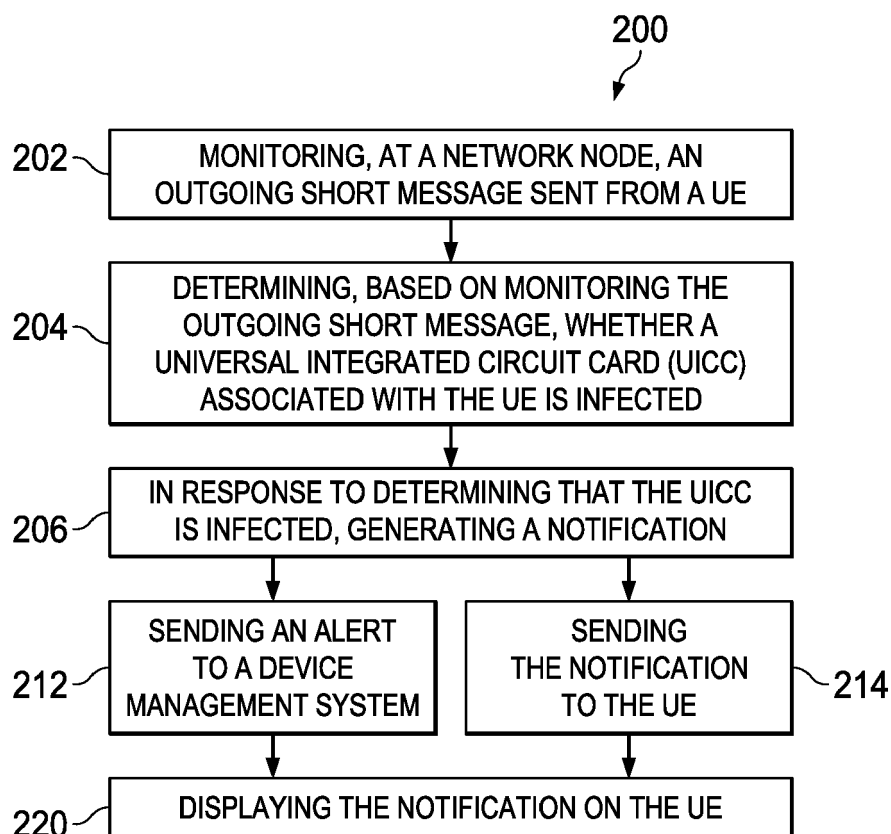 200
202
MONITORING, AT A NETWORK NODE, AN
OUTGOING SHORT MESSAGE SENT FROM A UE
204
DETERMINING, BASED ON MONITORING THE
OUTGOING SHORT MESSAGE, WHETHER A
UNIVERSAL INTEGRATED CIRCUIT CARD (UICC)
ASSOCIATED WITH THE UE IS INFECTED
206
IN RESPONSE TO DETERMINING THAT THE UICC
IS INFECTED, GENERATING A NOTIFICATION
212
SENDING AN ALERT
TO A DEVICE
MANAGEMENT SYSTEM
SENDING
THE NOTIFICATION
TO THE UE
214
220
DISPLAYING THE NOTIFICATION ON THE UE